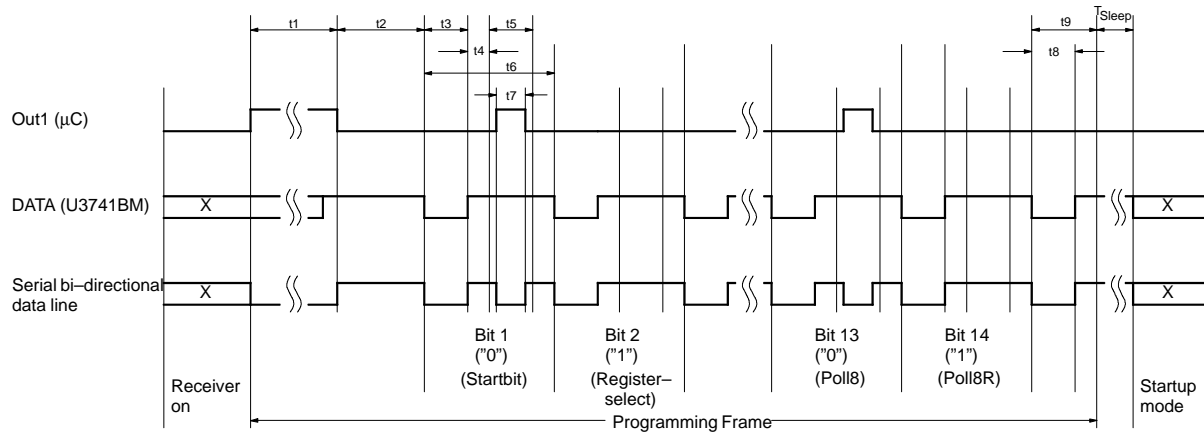 t1 t2 t3 t5 t9 TSleep
t4 t6 t8
t7
Out1 (μC)
DATA (U3741BM) X X
Serial bi–directional
data line X X
Bit 1 Bit 2 Bit 13 Bit 14
("0") ("1") ("0") ("1")
(Startbit) (Register– (Poll8) (Poll8R)
select)
Receiver
on
Startup
mode
Programming Frame